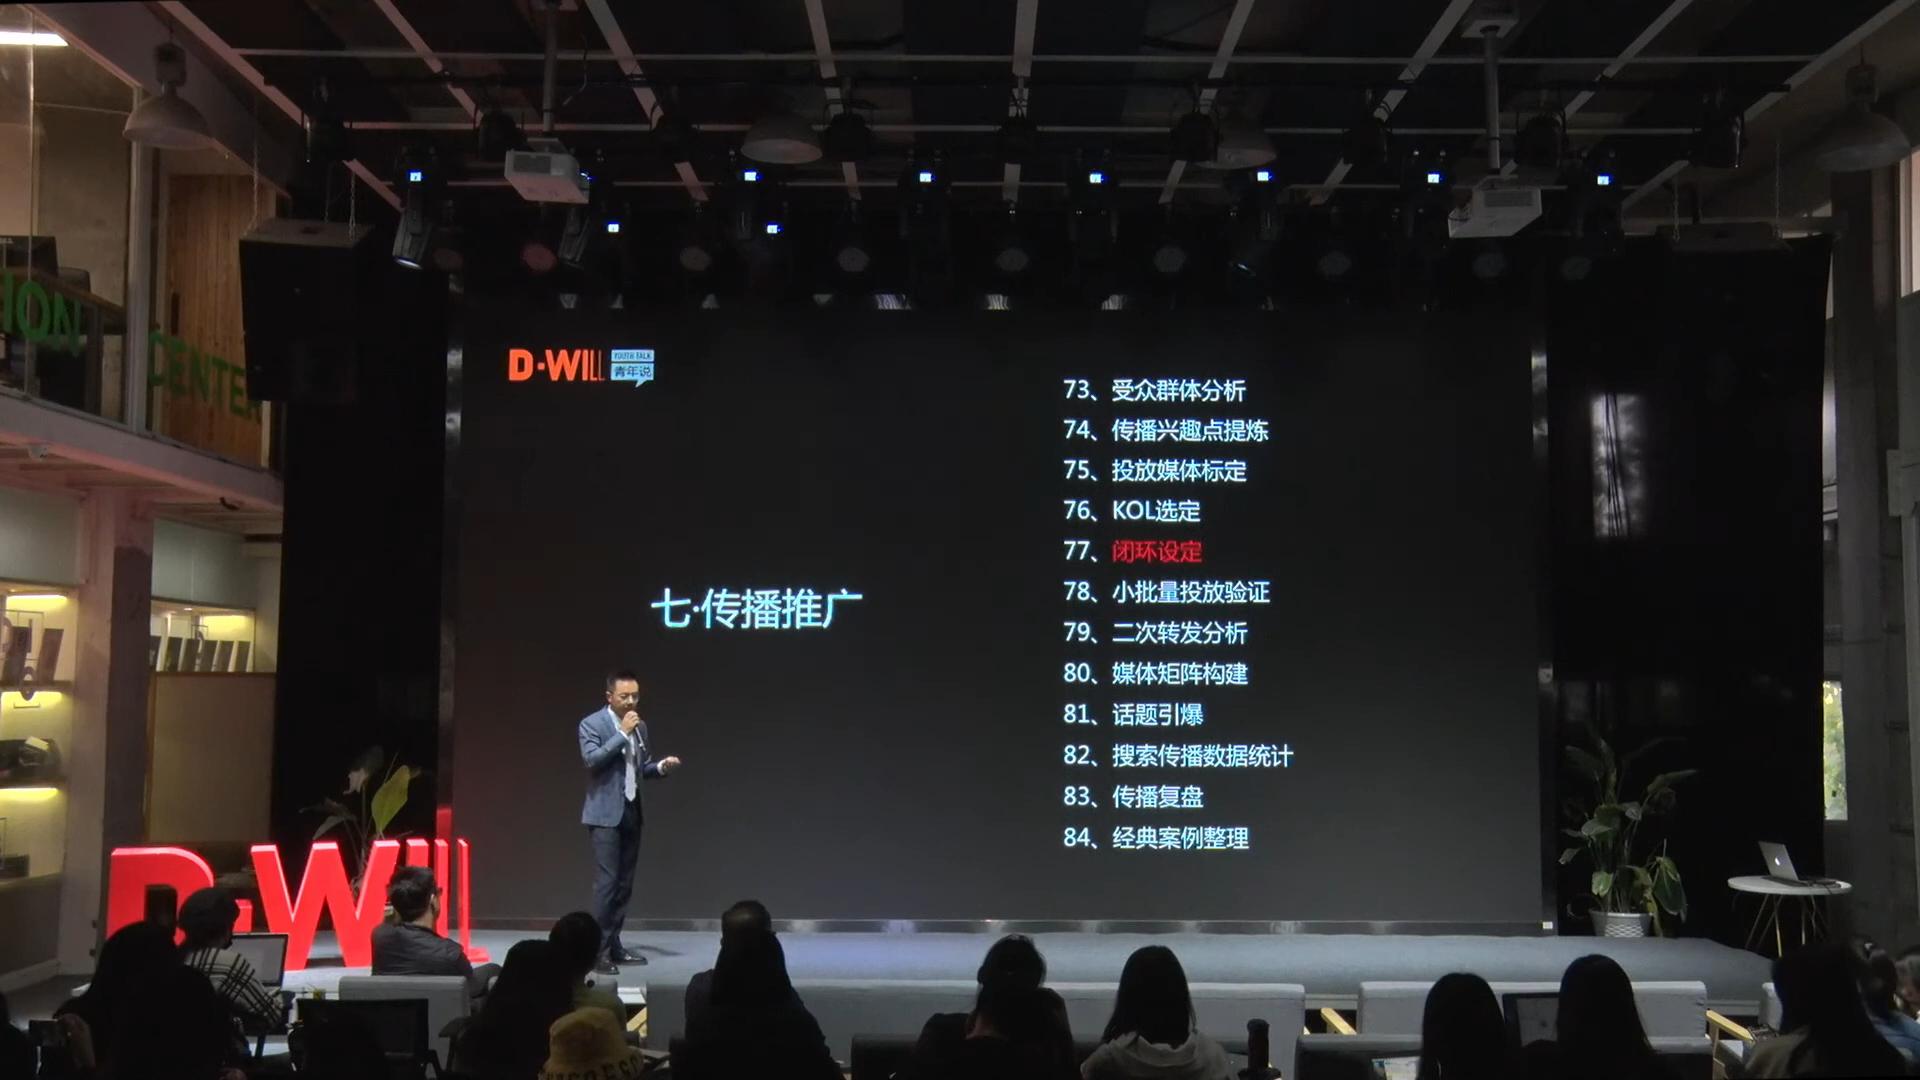 ION
CENTER
D·WILL
YOUTH TALK
青年说
七·传播推广
73、受众群体分析
74、传播兴趣点提炼
75、投放媒体标定
76、KOL选定
77、闭环设定
78、小批量投放验证
79、二次转发分析
80、媒体矩阵构建
81、话题引爆
82、搜索传播数据统计
83、传播复盘
84、经典案例整理
D·WILL